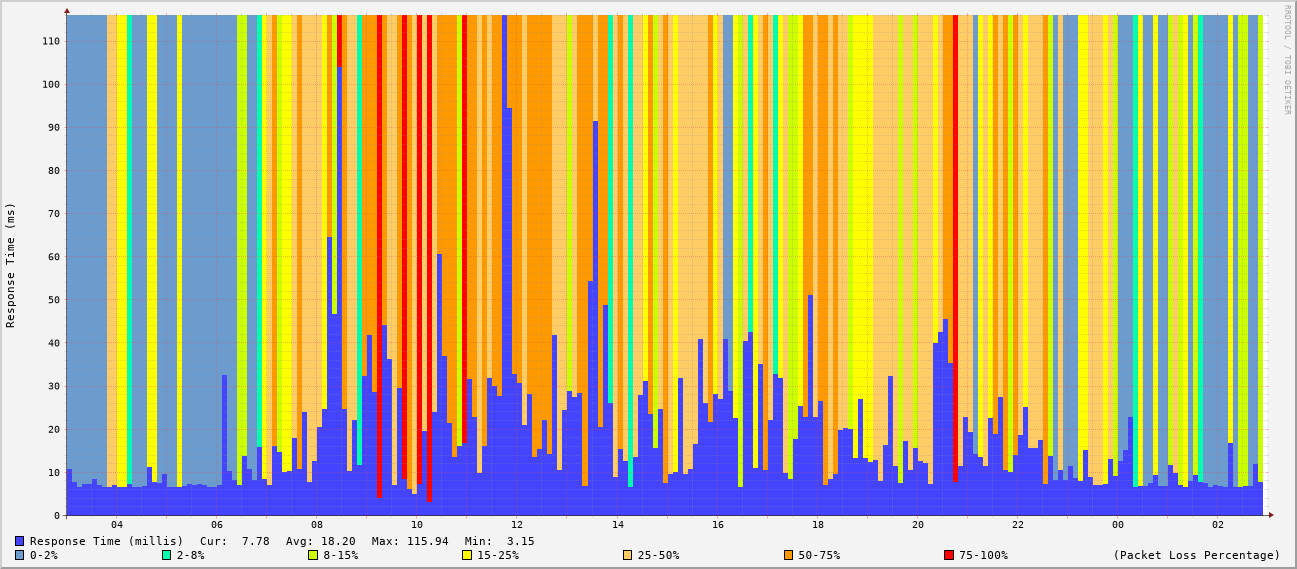 RRDTOOL / TOBI OETIKER
Response Time (ms)
110
100
90
80
70
60
50
40
30
20
10
0
04 06 08 10 12 14 16 18 20 22 00 02
Response Time (millis) Cur: 7.78 Avg: 18.20 Max: 115.94 Min: 3.15
0-2% 2-8% 8-15% 15-25% 25-50% 50-75% 75-100% (Packet Loss Percentage)